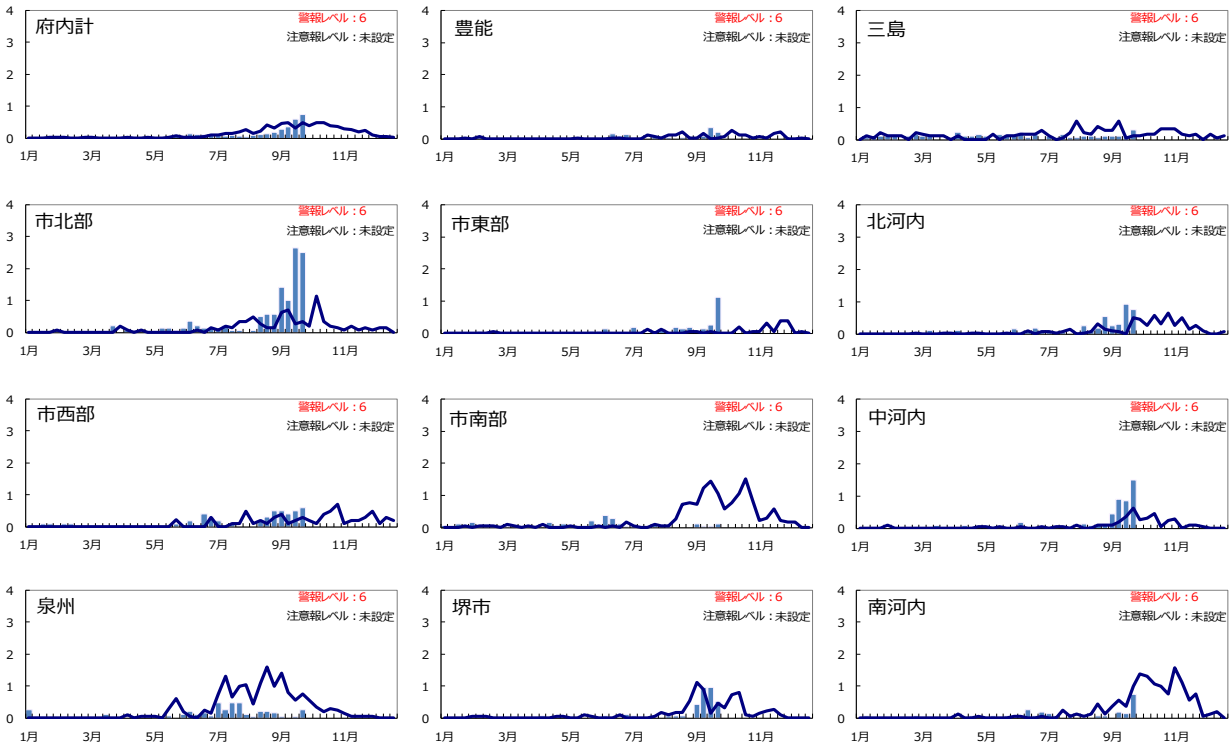 府内計
警報レベル：6
注意報レベル：未設定
4
3
2
1
0
1月 3月 5月 7月 9月 11月
豊能
警報レベル：6
注意報レベル：未設定
4
3
2
1
0
1月 3月 5月 7月 9月 11月
三島
警報レベル：6
注意報レベル：未設定
4
3
2
1
0
1月 3月 5月 7月 9月 11月
市北部
警報レベル：6
注意報レベル：未設定
4
3
2
1
0
1月 3月 5月 7月 9月 11月
市東部
警報レベル：6
注意報レベル：未設定
4
3
2
1
0
1月 3月 5月 7月 9月 11月
北河内
警報レベル：6
注意報レベル：未設定
4
3
2
1
0
1月 3月 5月 7月 9月 11月
市西部
警報レベル：6
注意報レベル：未設定
4
3
2
1
0
1月 3月 5月 7月 9月 11月
市南部
警報レベル：6
注意報レベル：未設定
4
3
2
1
0
1月 3月 5月 7月 9月 11月
中河内
警報レベル：6
注意報レベル：未設定
4
3
2
1
0
1月 3月 5月 7月 9月 11月
泉州
警報レベル：6
注意報レベル：未設定
4
3
2
1
0
1月 3月 5月 7月 9月 11月
堺市
警報レベル：6
注意報レベル：未設定
4
3
2
1
0
1月 3月 5月 7月 9月 11月
南河内
警報レベル：6
注意報レベル：未設定
4
3
2
1
0
1月 3月 5月 7月 9月 11月